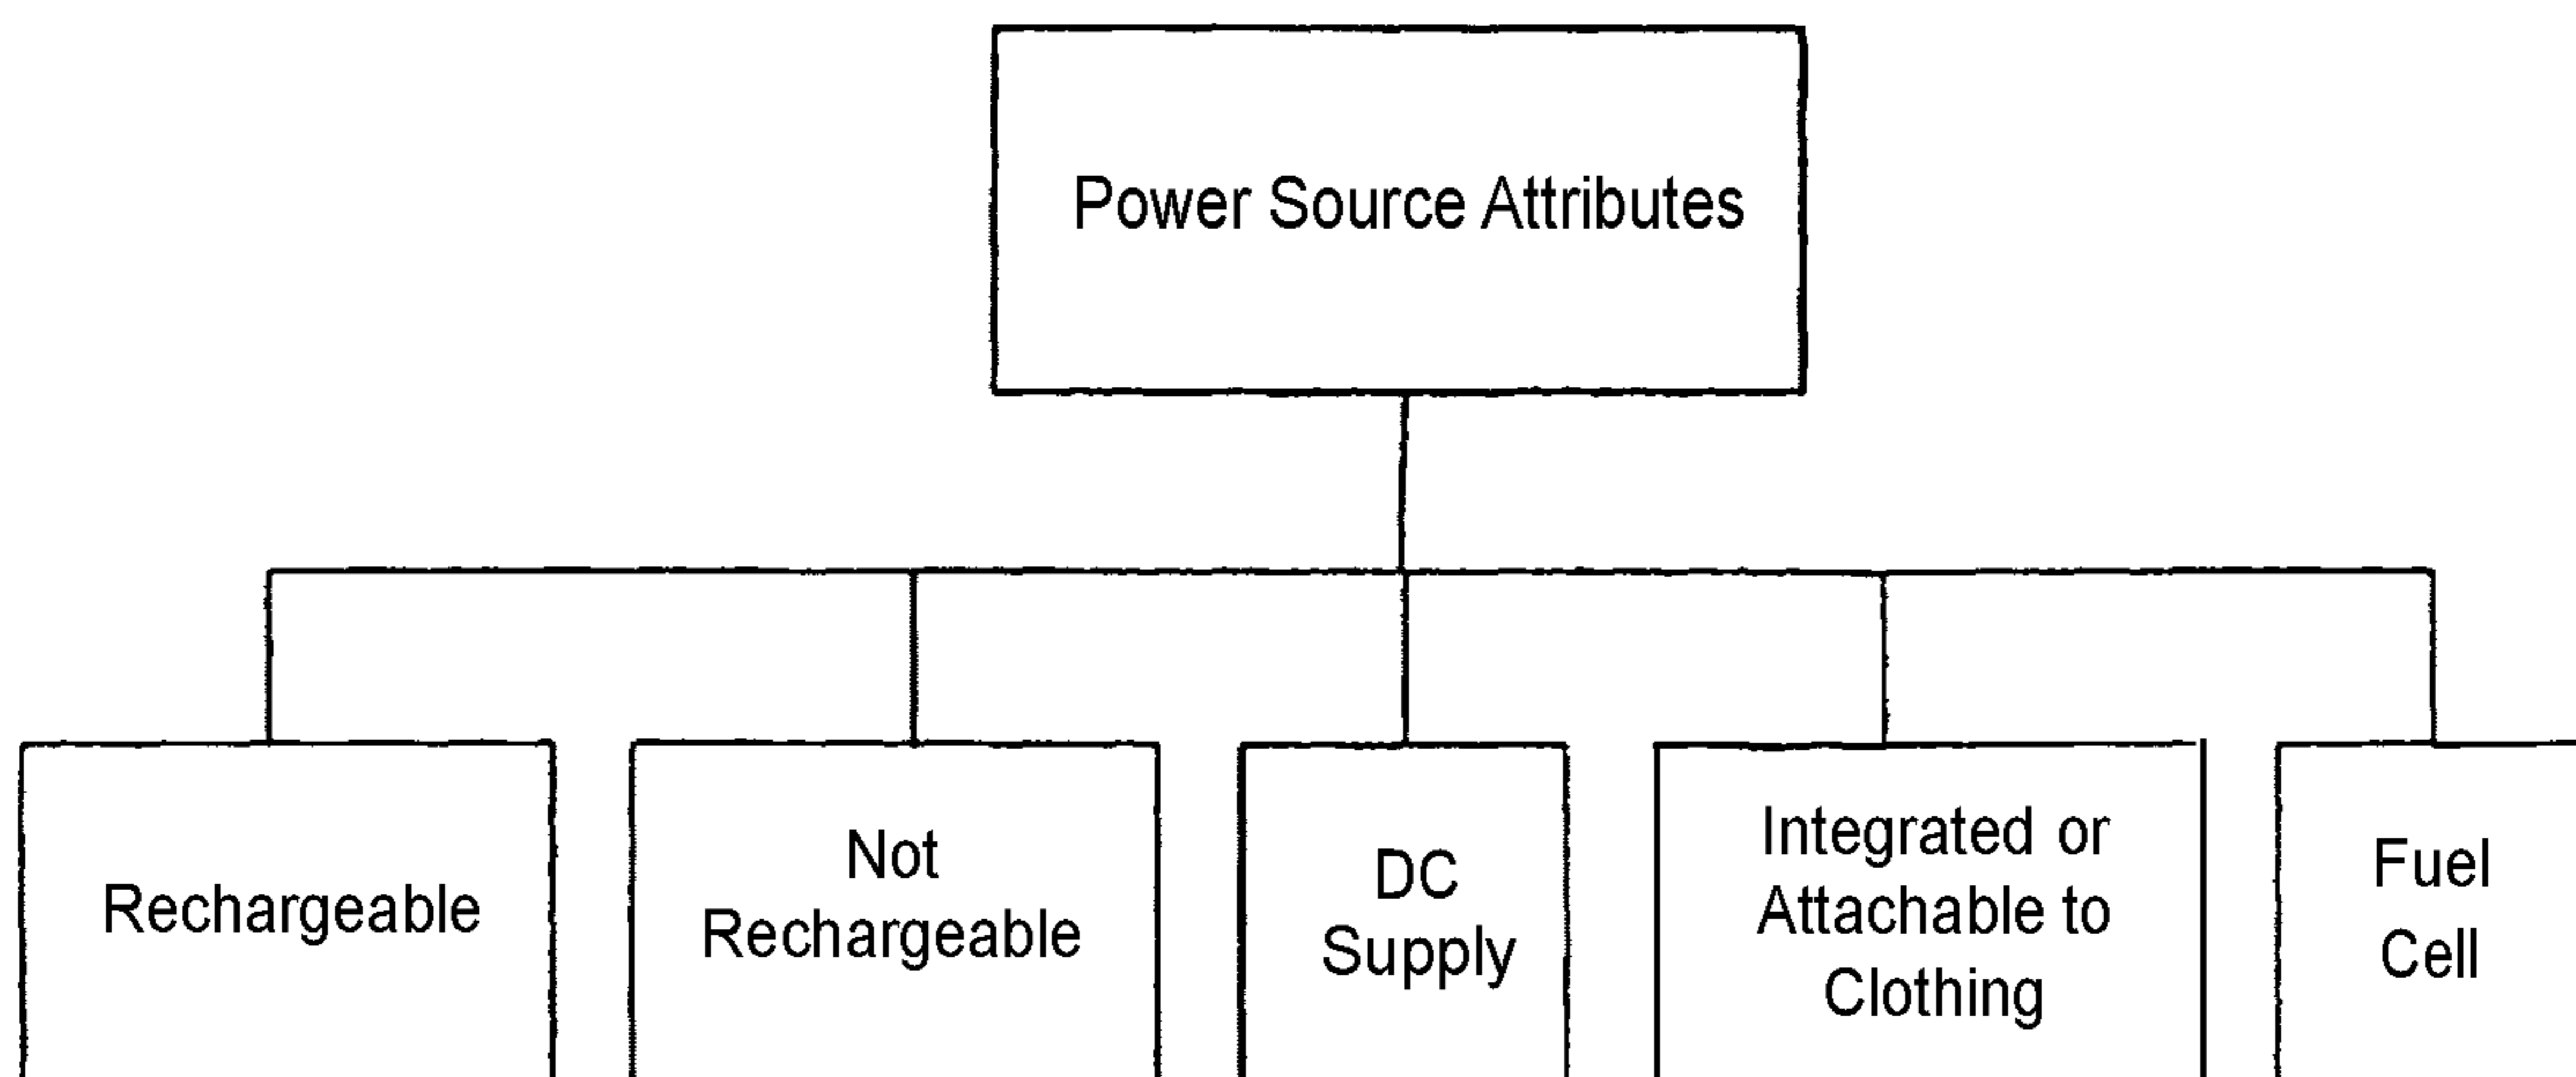 Power Source Attributes
Rechargeable
Not
Rechargeable
DC
Supply
Integrated or
Attachable to
Clothing
Fuel
Cell